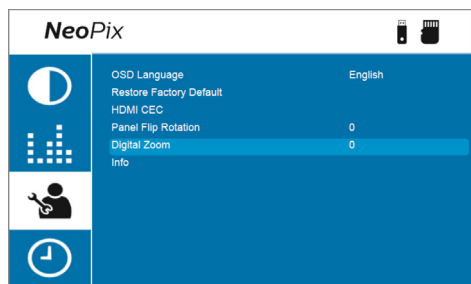 NeoPix
OSD Language English
Restore Factory Default
HDMI CEC
Panel Flip Rotation 0
Digital Zoom 0
Info